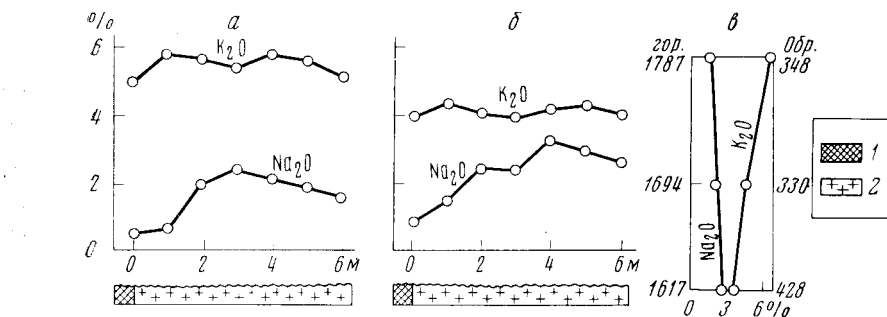 %
а
б
в
6
4
2
0
K₂O
Na₂O
0 2 4 6 м
K₂O
Na₂O
0 2 4 6 м
гор. Обр.
1787 348
1694 330
1617 428
K₂O
Na₂O
0 3 6%
1
2